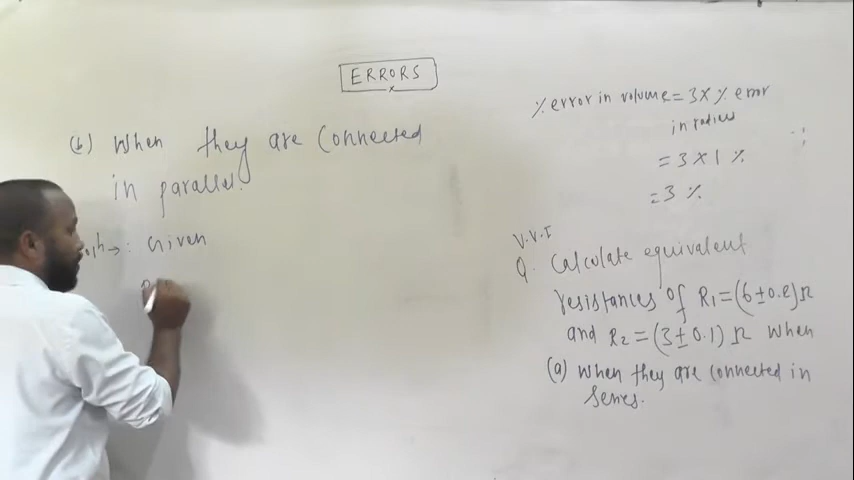 ERRORS
(b) When they are connected
in parallel.
Given
% error in volume = 3 x % error
in radius
= 3 x 1 %
= 3 %
V.V.I
Q. Calculate equivalent
resistances of R1 = (6 ± 0.2) Ω
and R2 = (3 ± 0.1) Ω when
(a) when they are connected in
series.